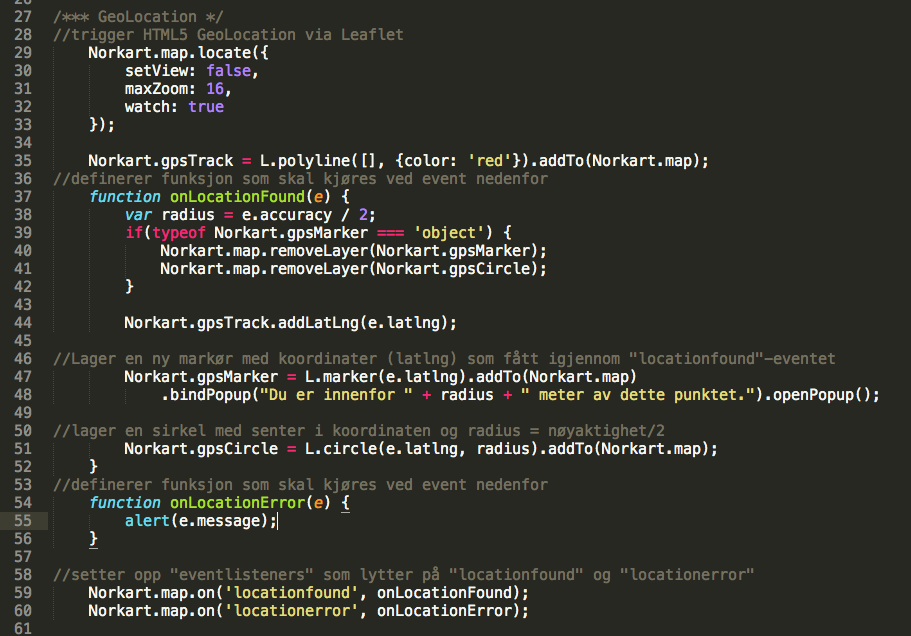 27 /*** GeoLocation */
28 //trigger HTML5 GeoLocation via Leaflet
29 Norkart.map.locate({
30 setView: false,
31 maxZoom: 16,
32 watch: true
33 });
34
35 Norkart.gpsTrack = L.polyline([], {color: 'red'}).addTo(Norkart.map);
36 //definerer funksjon som skal kjøres ved event nedenfor
37 function onLocationFound(e) {
38 var radius = e.accuracy / 2;
39 if(typeof Norkart.gpsMarker === 'object') {
40 Norkart.map.removeLayer(Norkart.gpsMarker);
41 Norkart.map.removeLayer(Norkart.gpsCircle);
42 }
43
44 Norkart.gpsTrack.addLatLng(e.latlng);
45
46 //Lager en ny markør med koordinater (latlng) som fått igjennom "locationfound"-eventet
47 Norkart.gpsMarker = L.marker(e.latlng).addTo(Norkart.map)
48 .bindPopup("Du er innenfor " + radius + " meter av dette punktet.").openPopup();
49
50 //lager en sirkel med senter i koordinaten og radius = nøyaktighet/2
51 Norkart.gpsCircle = L.circle(e.latlng, radius).addTo(Norkart.map);
52 }
53 //definerer funksjon som skal kjøres ved event nedenfor
54 function onLocationError(e) {
55 alert(e.message);
56 }
57
58 //setter opp "eventlisteners" som lytter på "locationfound" og "locationerror"
59 Norkart.map.on('locationfound', onLocationFound);
60 Norkart.map.on('locationerror', onLocationError);
61